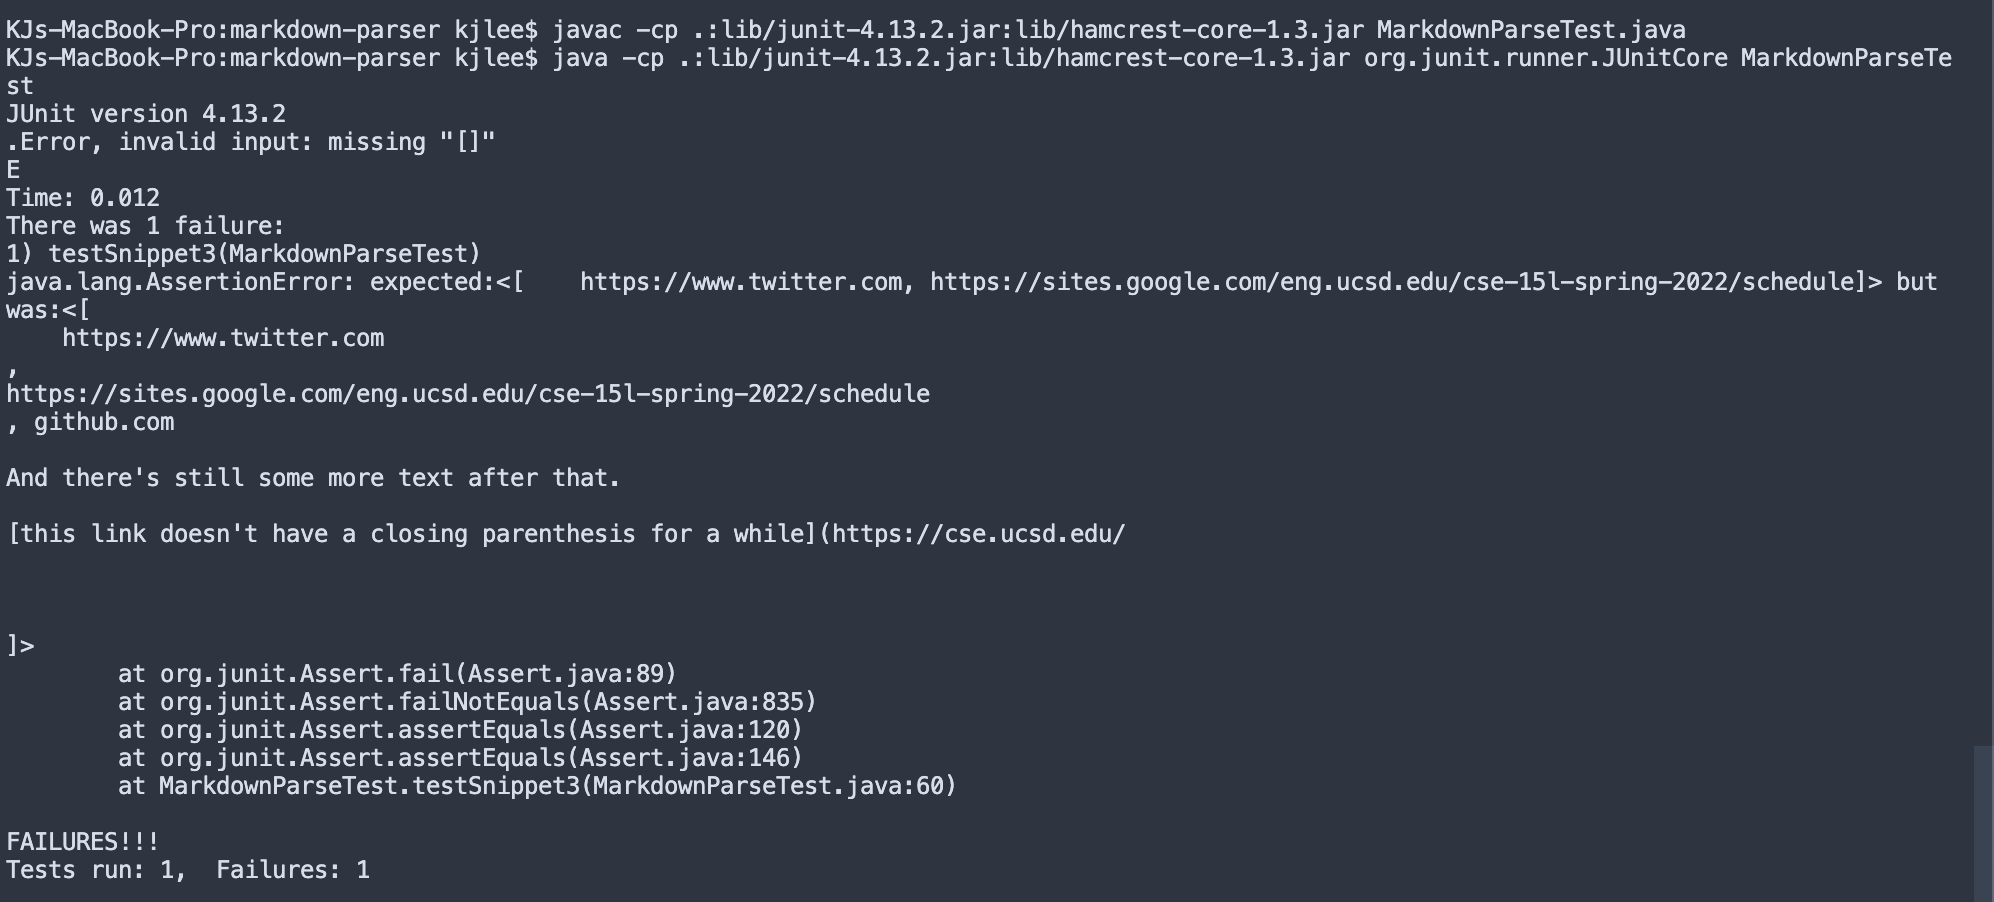 KJs-MacBook-Pro:markdown-parser kjlee$ javac -cp .:lib/junit-4.13.2.jar:lib/hamcrest-core-1.3.jar MarkdownParseTest.java
KJs-MacBook-Pro:markdown-parser kjlee$ java -cp .:lib/junit-4.13.2.jar:lib/hamcrest-core-1.3.jar org.junit.runner.JUnitCore MarkdownParseTe
st
JUnit version 4.13.2
.Error, invalid input: missing "[]"
E
Time: 0.012
There was 1 failure:
1) testSnippet3(MarkdownParseTest)
java.lang.AssertionError: expected:<[    https://www.twitter.com, https://sites.google.com/eng.ucsd.edu/cse-15l-spring-2022/schedule]> but
was:<[
    https://www.twitter.com
,
https://sites.google.com/eng.ucsd.edu/cse-15l-spring-2022/schedule
, github.com

And there's still some more text after that.

[this link doesn't have a closing parenthesis for a while](https://cse.ucsd.edu/



]>
        at org.junit.Assert.fail(Assert.java:89)
        at org.junit.Assert.failNotEquals(Assert.java:835)
        at org.junit.Assert.assertEquals(Assert.java:120)
        at org.junit.Assert.assertEquals(Assert.java:146)
        at MarkdownParseTest.testSnippet3(MarkdownParseTest.java:60)

FAILURES!!!
Tests run: 1,  Failures: 1